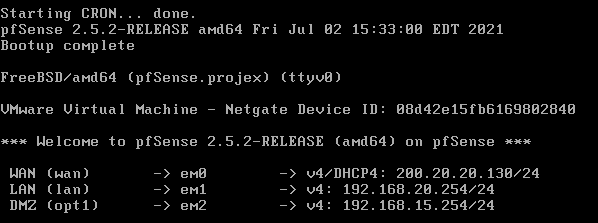 Starting CRON... done.
pfSense 2.5.2-RELEASE amd64 Fri Jul 02 15:33:00 EDT 2021
Bootup complete
FreeBSD/amd64 (pfSense.projex) (ttyv0)
VMware Virtual Machine - Netgate Device ID: 08d42e15fb6169802840
*** Welcome to pfSense 2.5.2-RELEASE (amd64) on pfSense ***
WAN (wan) -> em0 -> v4/DHCP4: 200.20.20.130/24
LAN (lan) -> em1 -> v4: 192.168.20.254/24
DMZ (opt1) -> em2 -> v4: 192.168.15.254/24